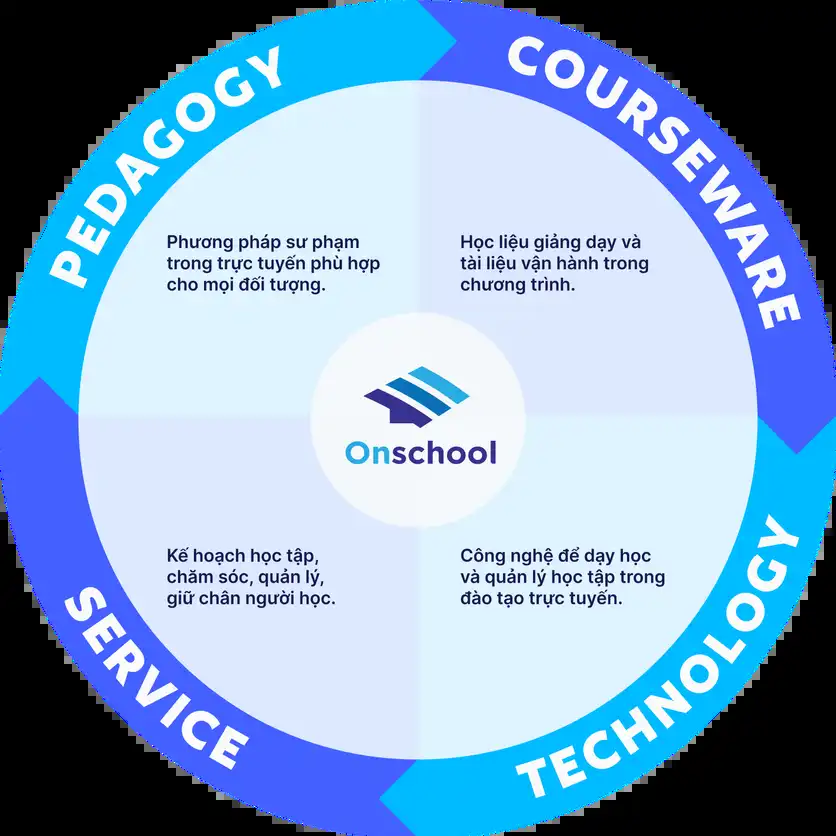 PEDAGOGY
COURSEWARE
Phương pháp sư phạm
trong trực tuyến phù hợp
cho mọi đối tượng.
Học liệu giảng dạy và
tài liệu vận hành trong
chương trình.
Onschool
Kế hoạch học tập,
chăm sóc, quản lý,
giữ chân người học.
Công nghệ để dạy học
và quản lý học tập trong
đào tạo trực tuyến.
SERVICE
TECHNOLOGY